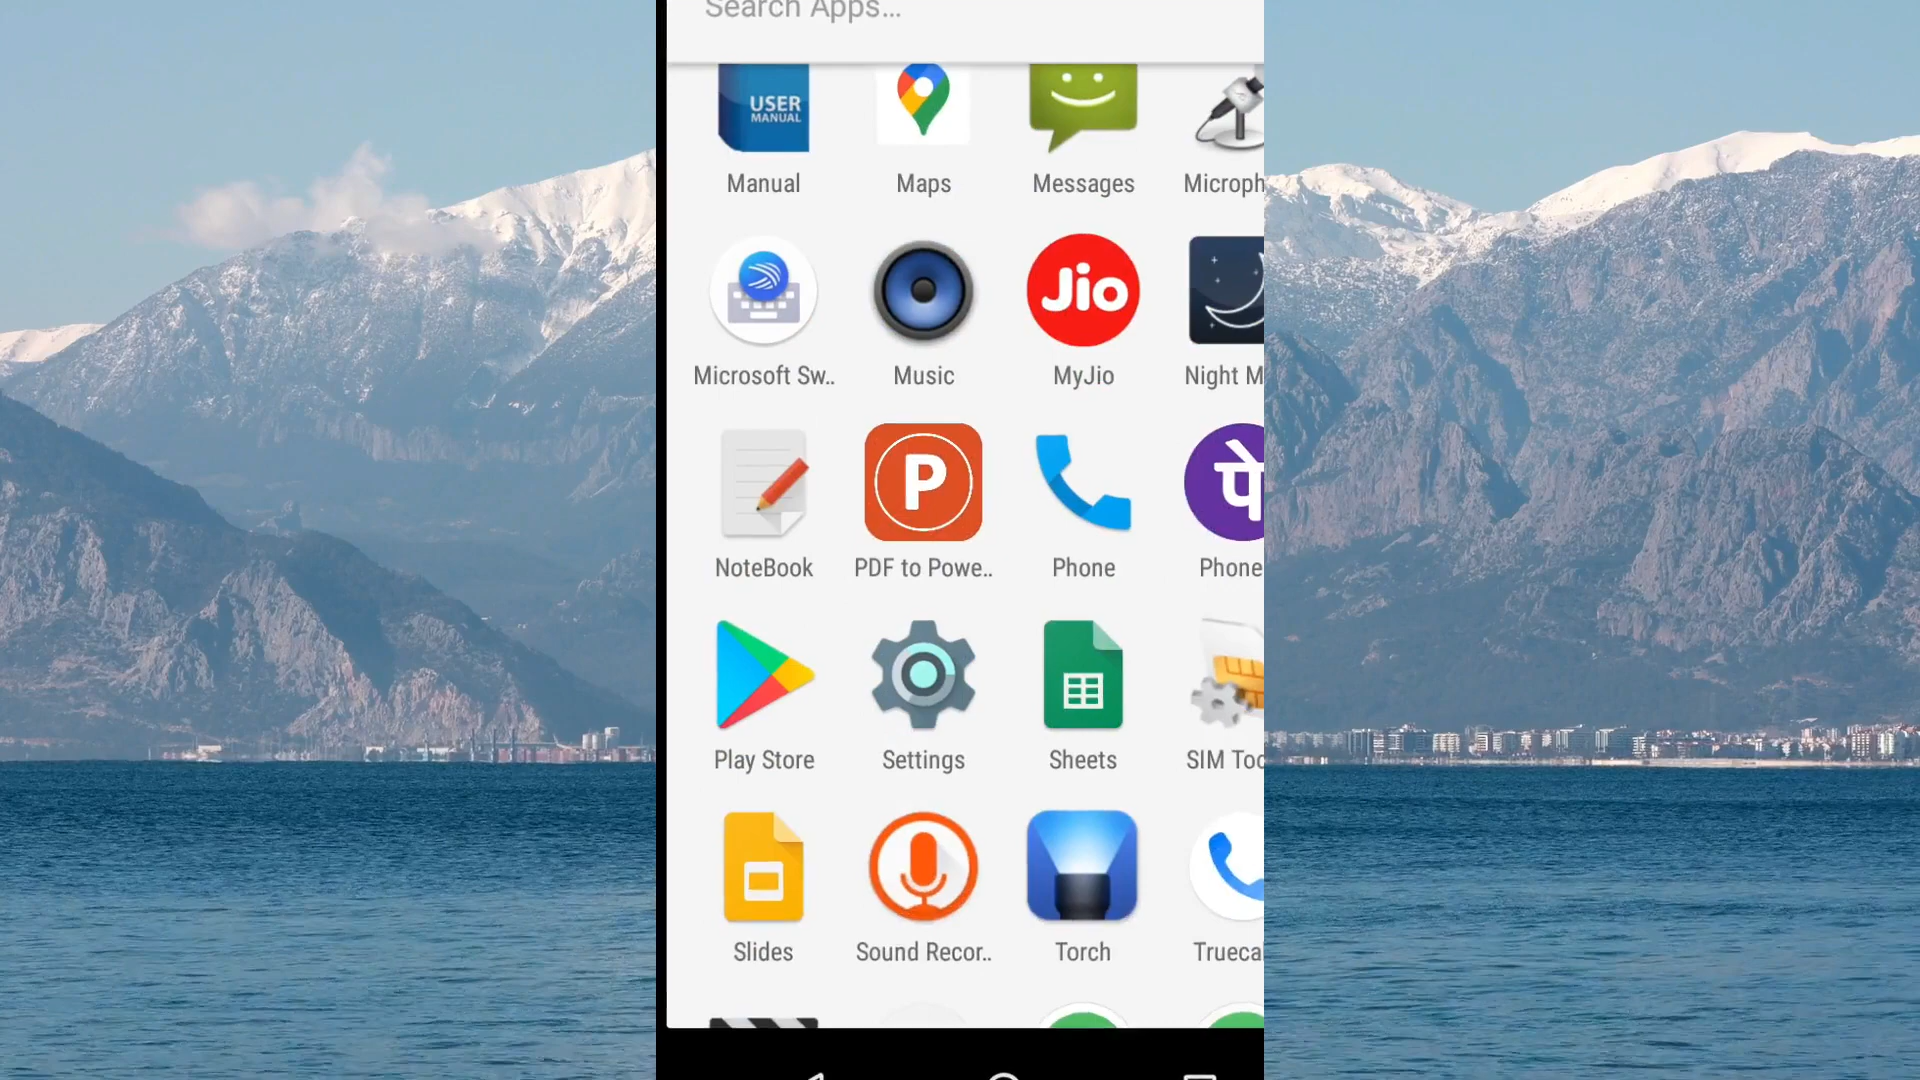 Search Apps...
USER
MANUAL
Manual
Maps
Messages
Microph
Jio
Microsoft Sw..
Music
MyJio
Night M
P
पे
NoteBook
PDF to Powe..
Phone
Phone
Play Store
Settings
Sheets
SIM Too
Slides
Sound Recor..
Torch
Trueca